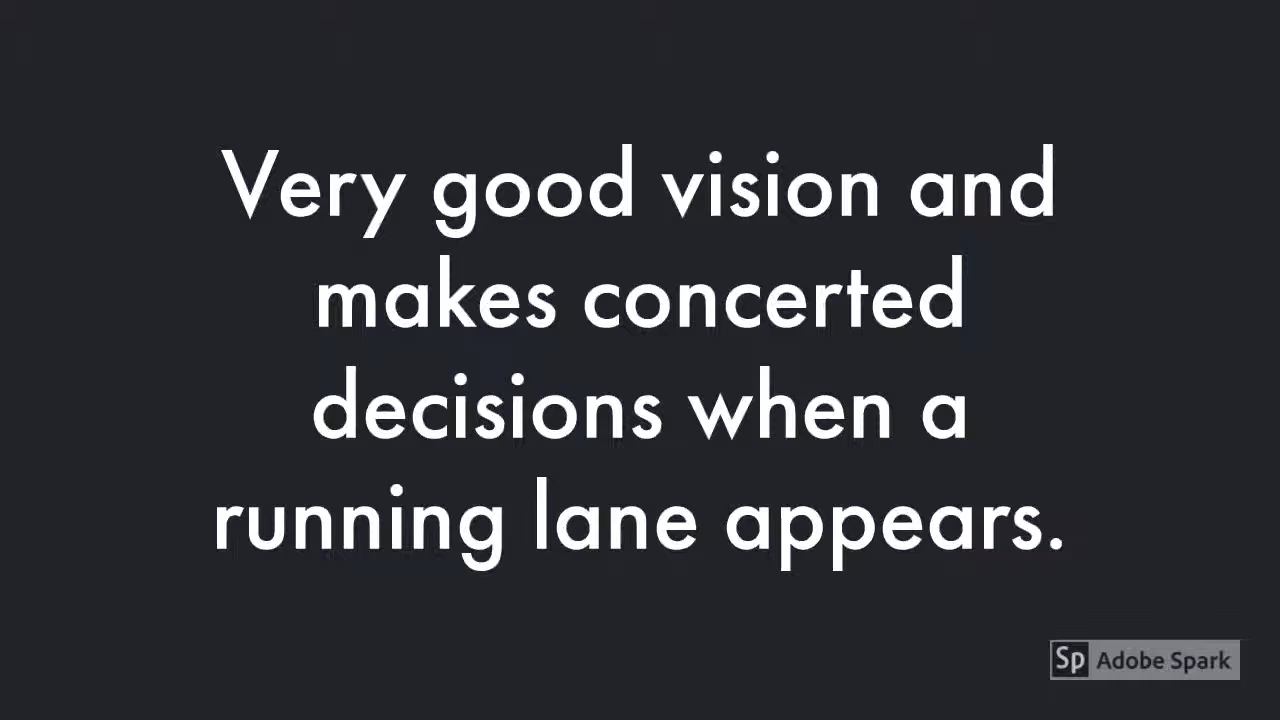 Very good vision and
makes concerted
decisions when a
running lane appears.
Sp Adobe Spark